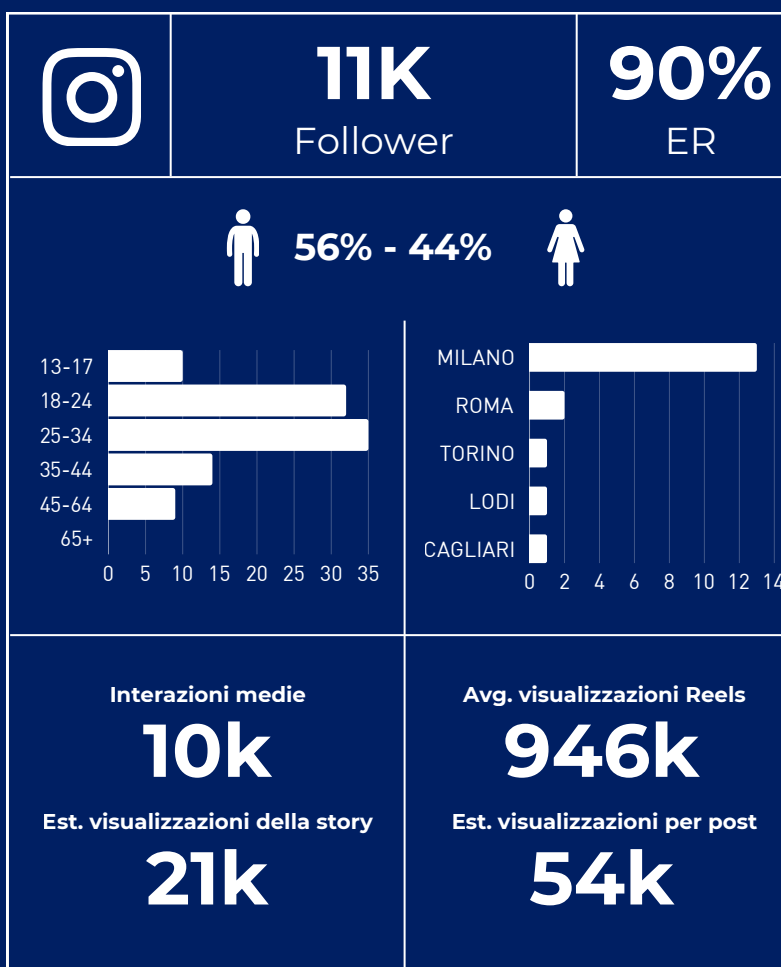 11K
Follower
90%
ER
56% - 44%
13-17
18-24
25-34
35-44
45-64
65+
0 5 10 15 20 25 30 35
MILANO
ROMA
TORINO
LODI
CAGLIARI
0 2 4 6 8 10 12 14
Interazioni medie
10k
Est. visualizzazioni della story
21k
Avg. visualizzazioni Reels
946k
Est. visualizzazioni per post
54k